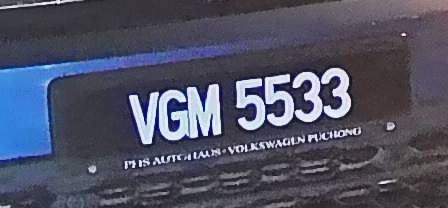 VGM 5533
PHS AUTOHAUS - VOLKSWAGEN PUCHONG